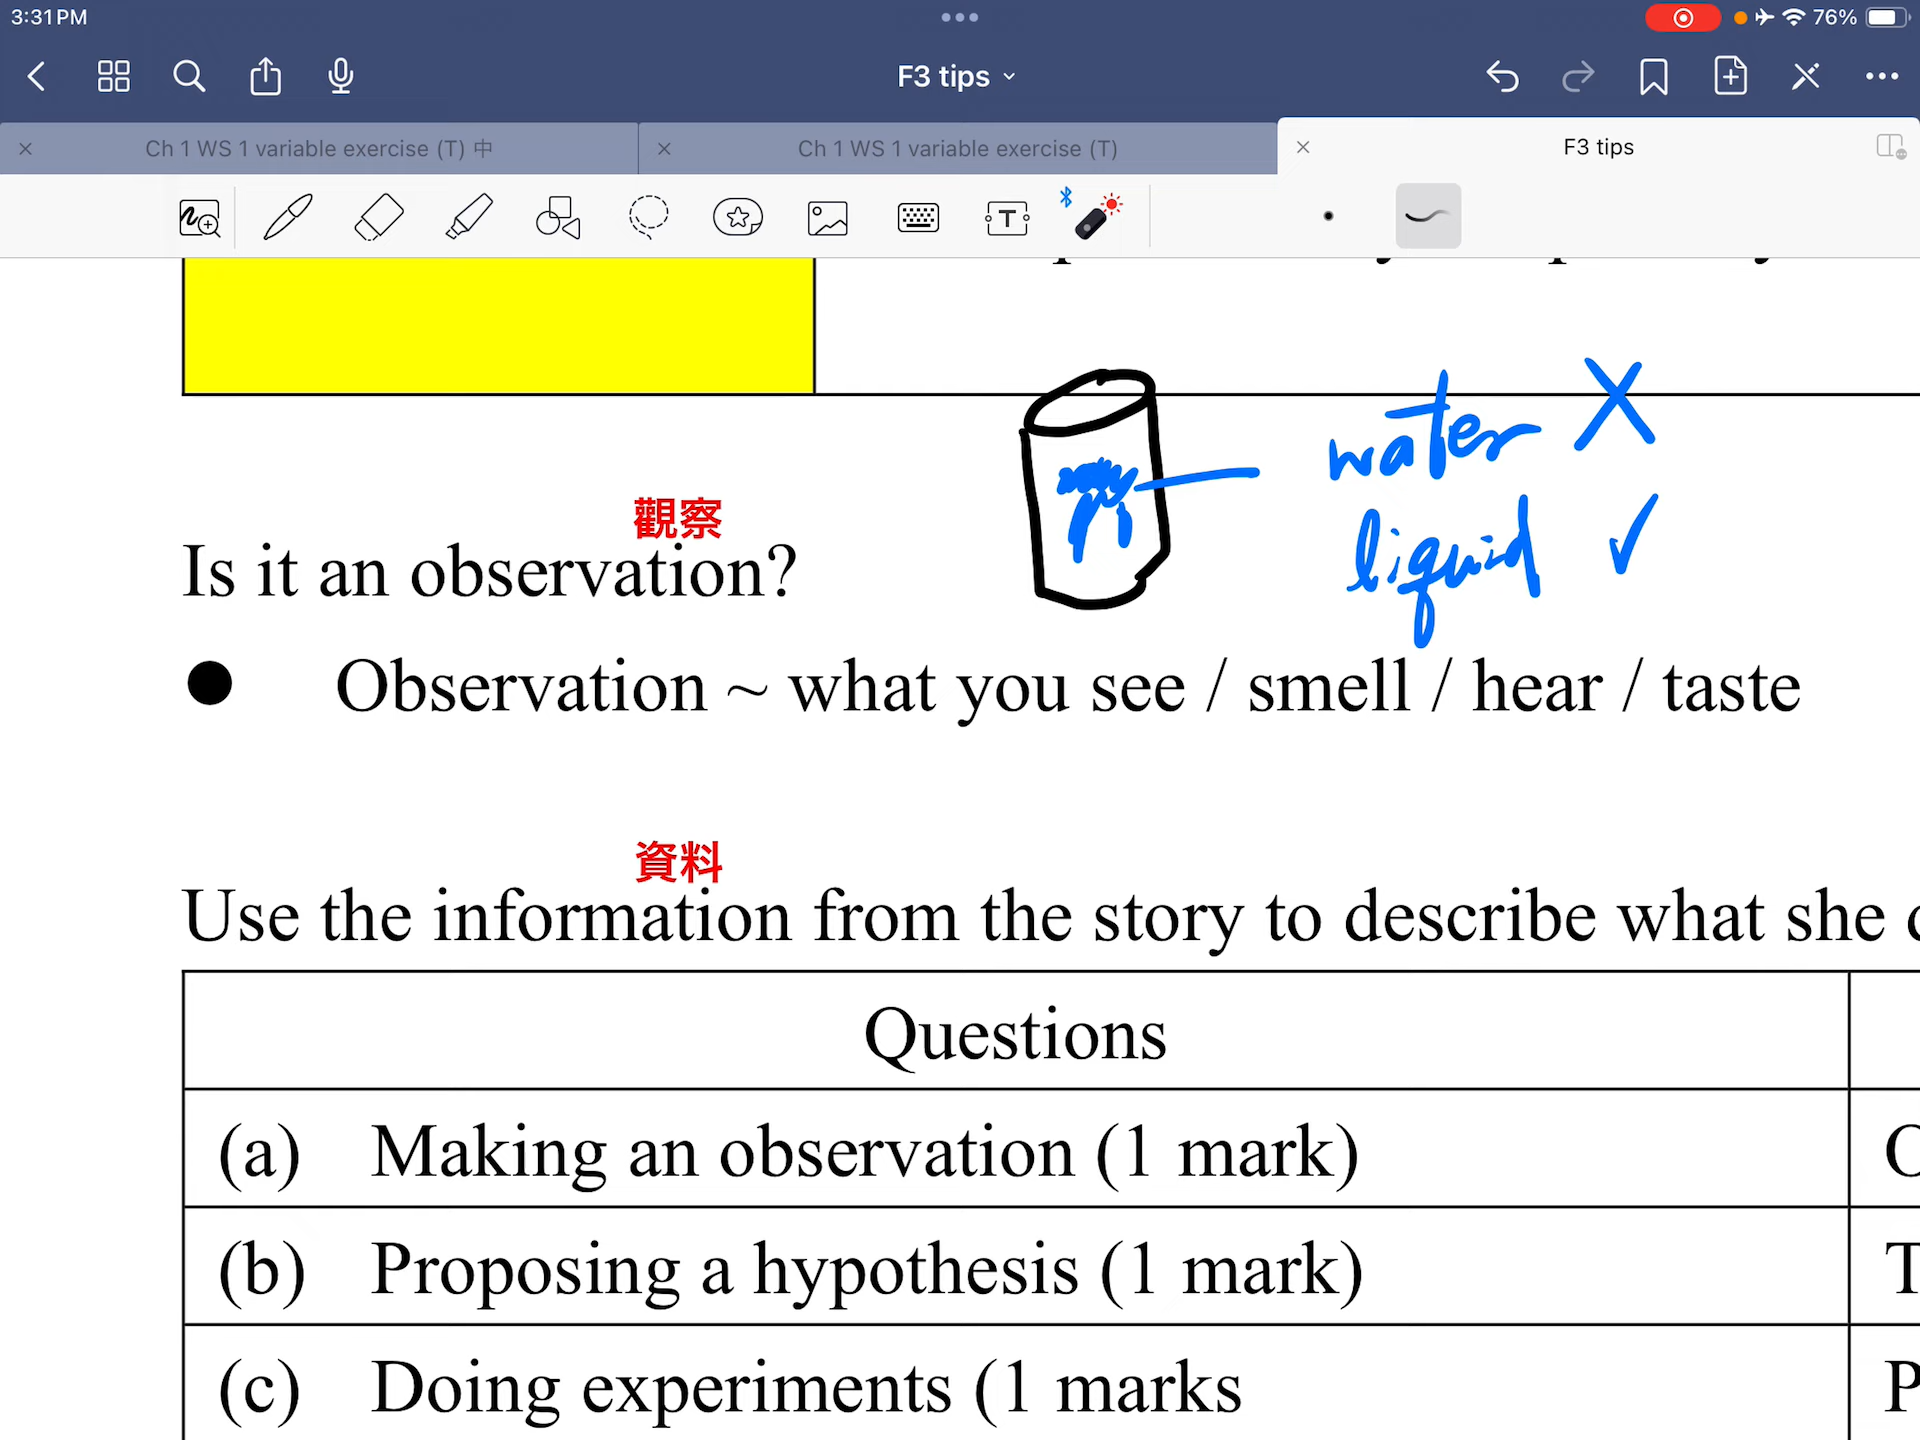 3:31PM
76%
F3 tips
Ch 1 WS 1 variable exercise (T) 中
Ch 1 WS 1 variable exercise (T)
F3 tips
T
water X
觀察
liquid ✓
Is it an observation?
● Observation ~ what you see / smell / hear / taste
資料
Use the information from the story to describe what she
Questions
(a) Making an observation (1 mark)
(b) Proposing a hypothesis (1 mark)
T
(c) Doing experiments (1 marks
P